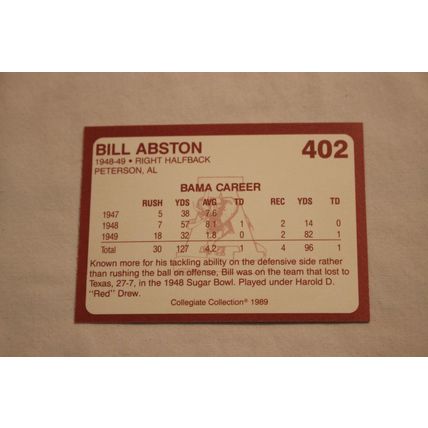 BILL ABSTON 402
1948-49 • RIGHT HALFBACK
PETERSON, AL
BAMA CAREER
RUSH YDS AVG TD REC YDS TD
1947 5 38 7.6
1948 7 57 8.1 1 2 14 0
1949 18 32 1.8 0 2 82 1
Total 30 127 4.2 1 4 96 1
Known more for his tackling ability on the defensive side rather
than rushing the ball on offense, Bill was on the team that lost to
Texas, 27-7, in the 1948 Sugar Bowl. Played under Harold D.
"Red" Drew.
Collegiate Collection® 1989